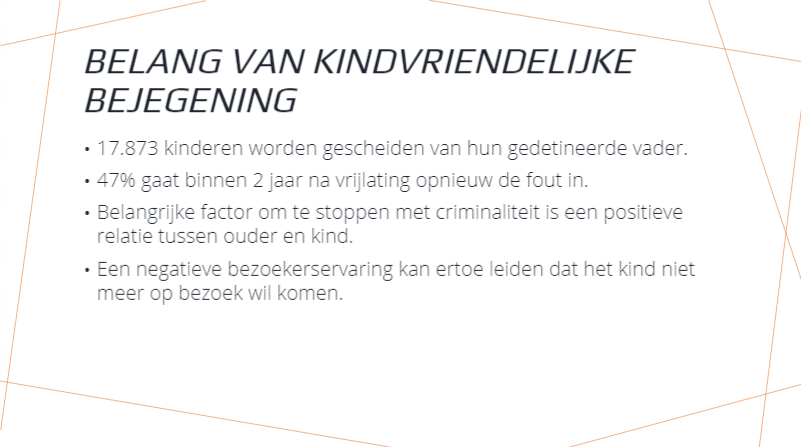 BELANG VAN KINDVRIENDELIJKE
BEJEGENING
• 17.873 kinderen worden gescheiden van hun gedetineerde vader.
• 47% gaat binnen 2 jaar na vrijlating opnieuw de fout in.
• Belangrijke factor om te stoppen met criminaliteit is een positieve
relatie tussen ouder en kind.
• Een negatieve bezoekerservaring kan ertoe leiden dat het kind niet
meer op bezoek wil komen.